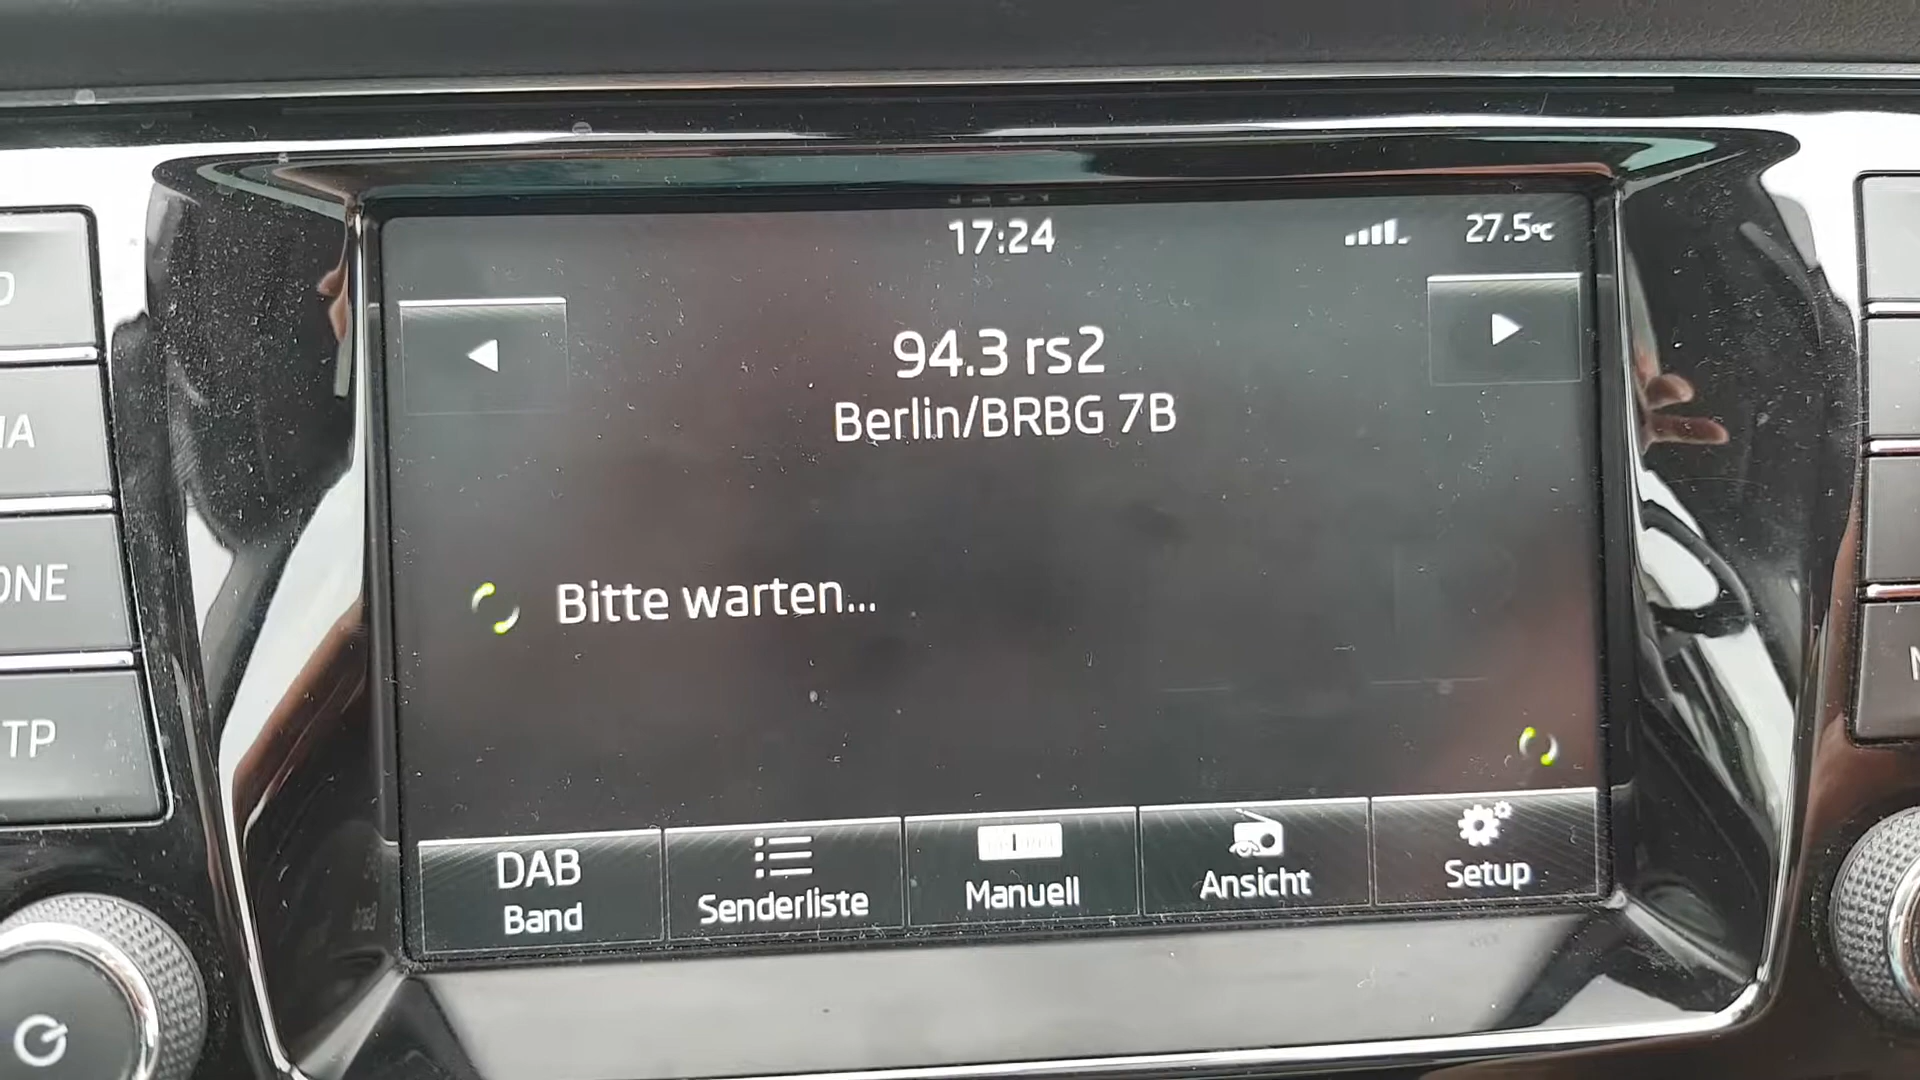 17:24
27.5°C
94.3 rs2
Berlin/BRBG 7B
Bitte warten...
DAB
Band
Senderliste
Manuell
Ansicht
Setup
TP